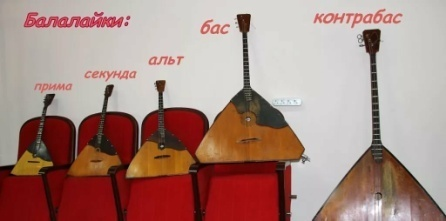 Балалайки:
прима
секунда
альт
бас
контрабас